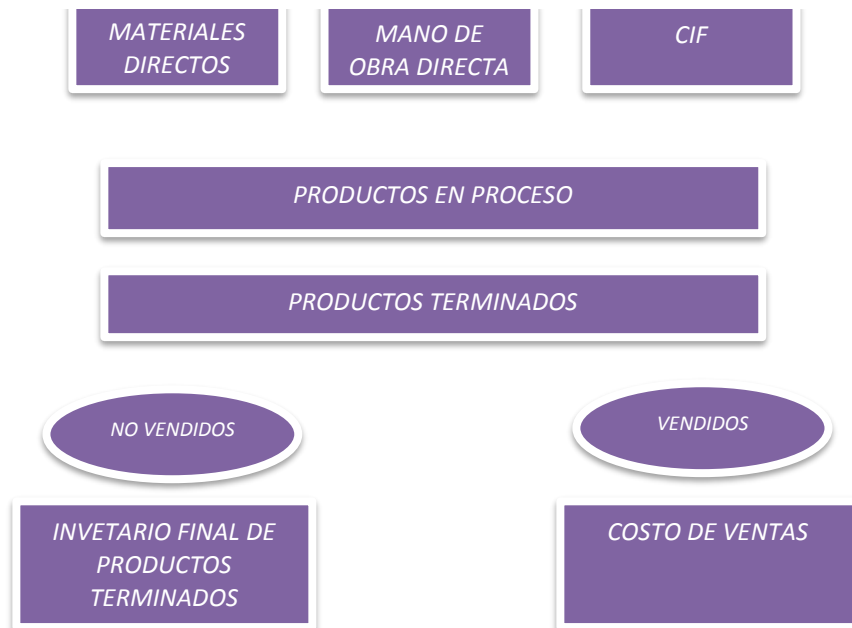 MATERIALES
DIRECTOS
MANO DE
OBRA DIRECTA
CIF
PRODUCTOS EN PROCESO
PRODUCTOS TERMINADOS
NO VENDIDOS
VENDIDOS
INVETARIO FINAL DE
PRODUCTOS
TERMINADOS
COSTO DE VENTAS